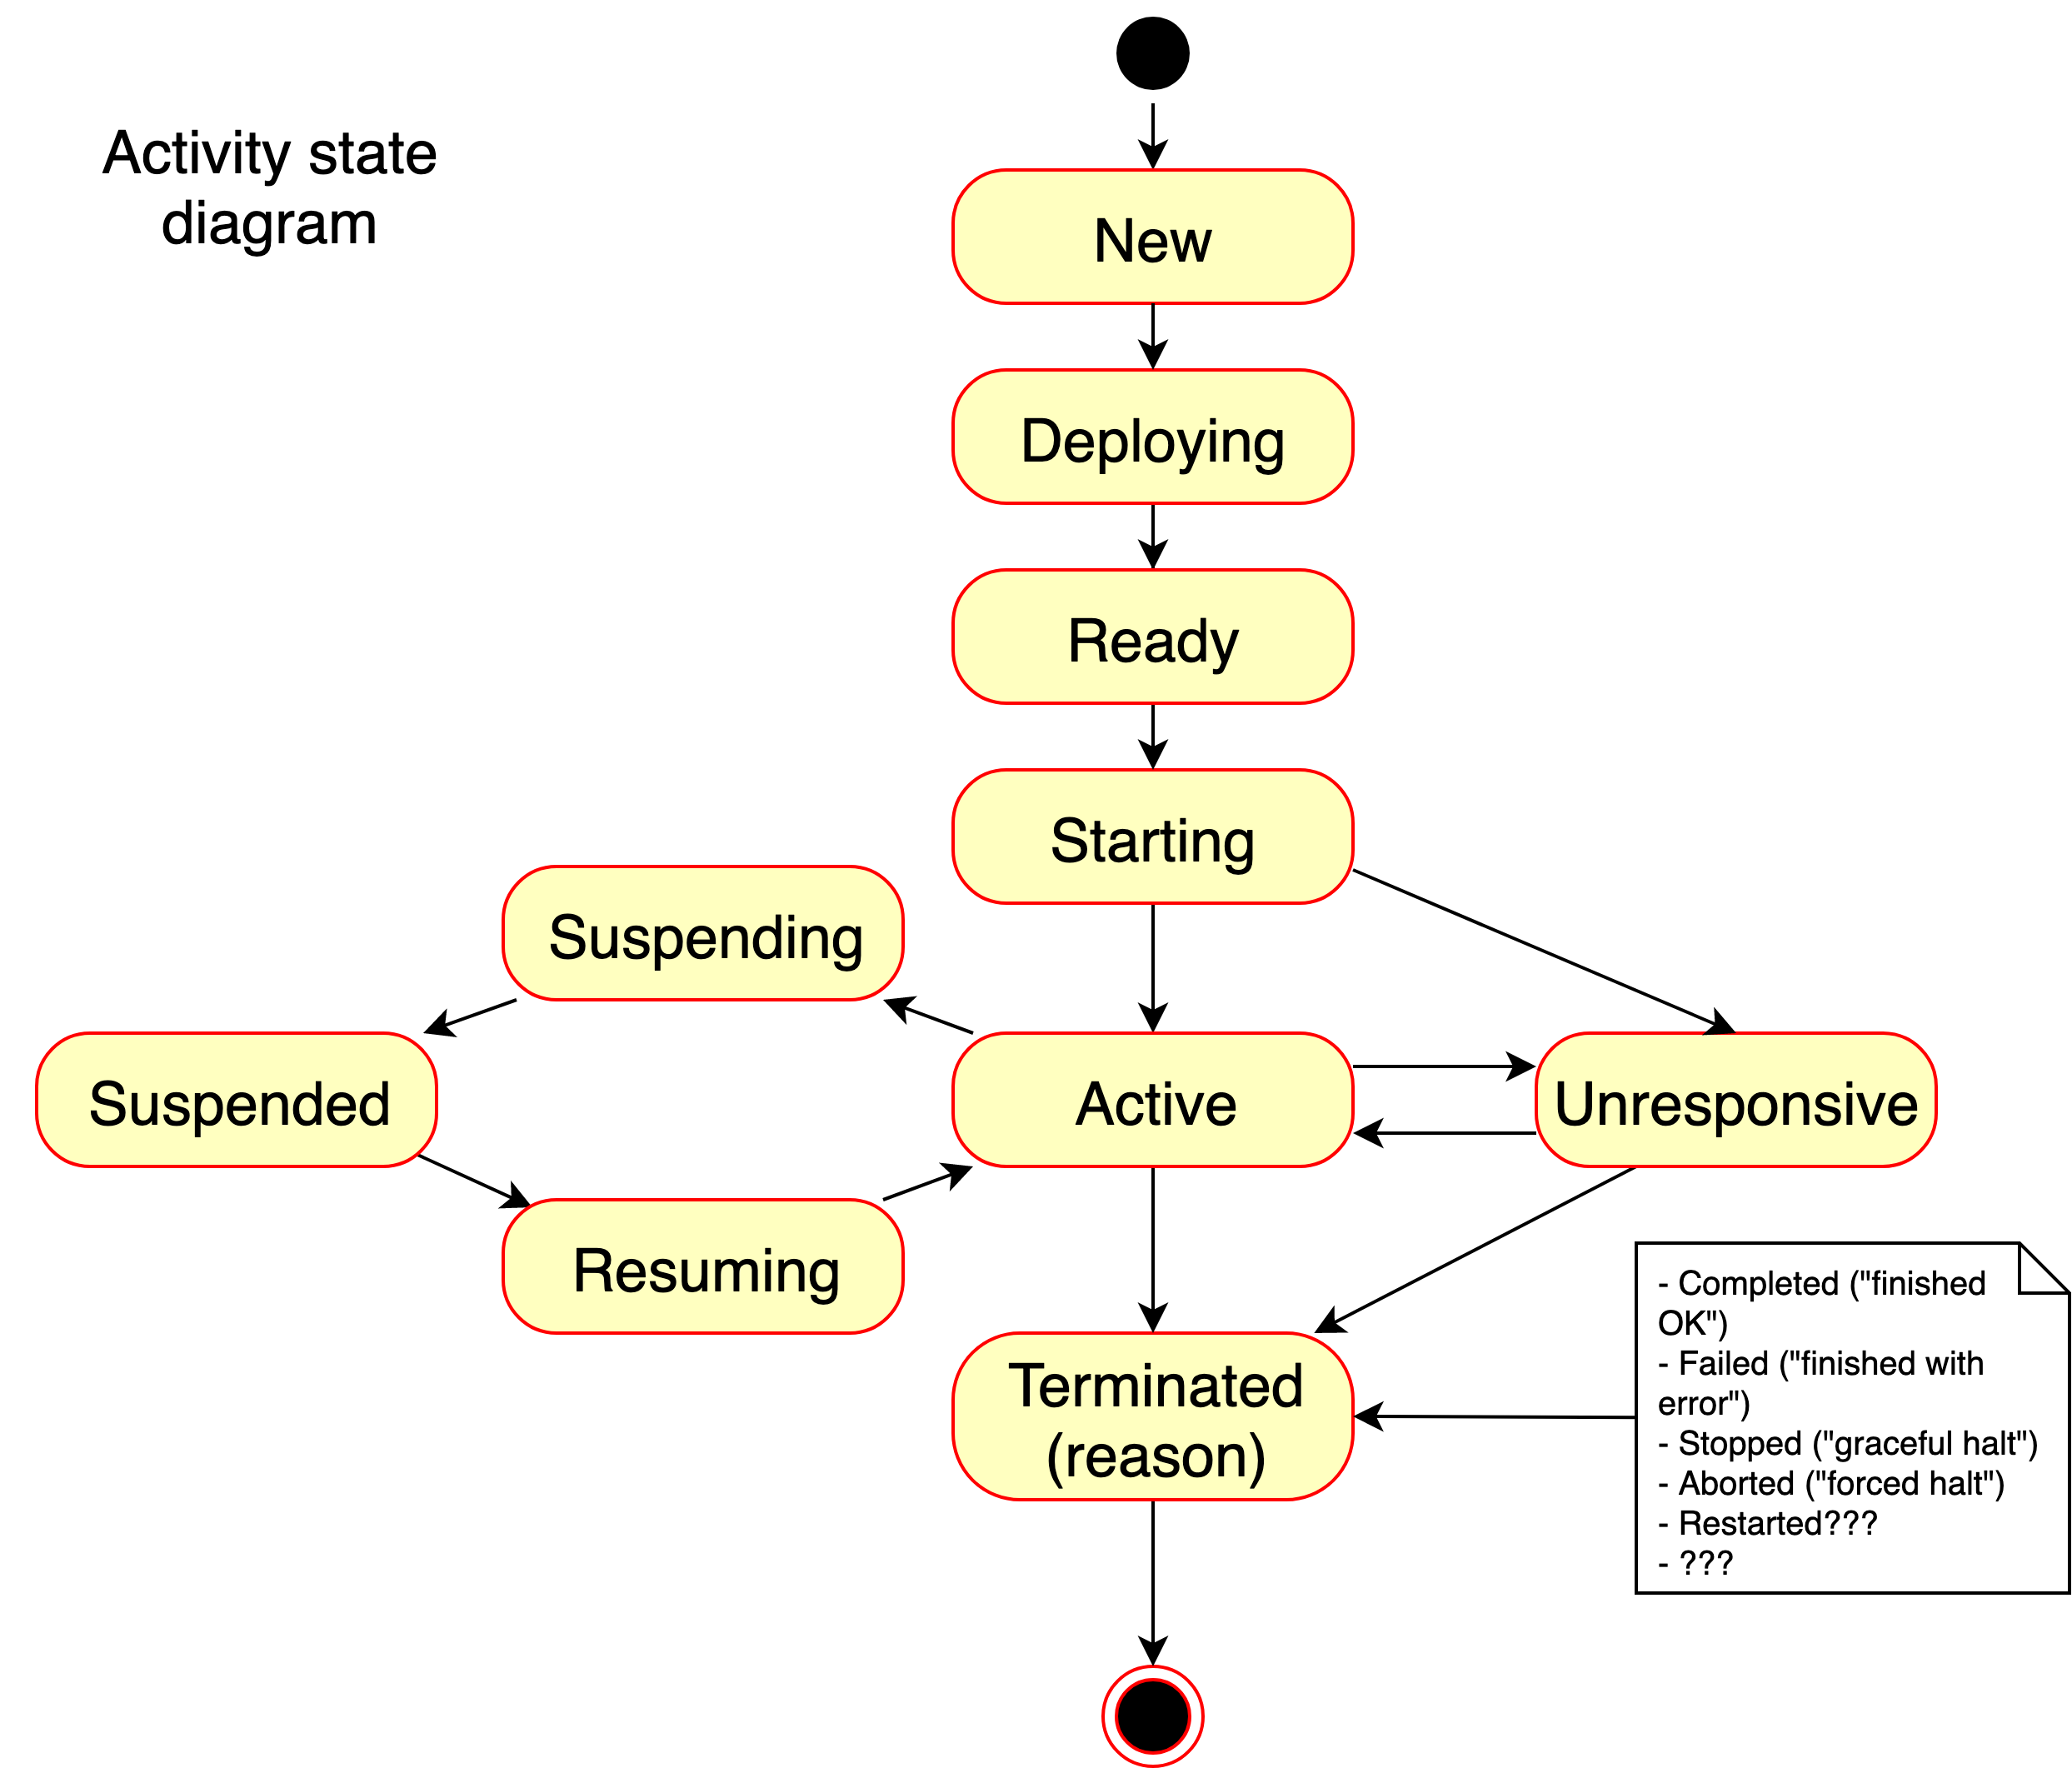 Activity state
diagram
New
Deploying
Ready
Starting
Suspending
Suspended
Active
Unresponsive
Resuming
Terminated
(reason)
- Completed ("finished
OK")
- Failed ("finished with
error")
- Stopped ("graceful halt")
- Aborted ("forced halt")
- Restarted???
- ???